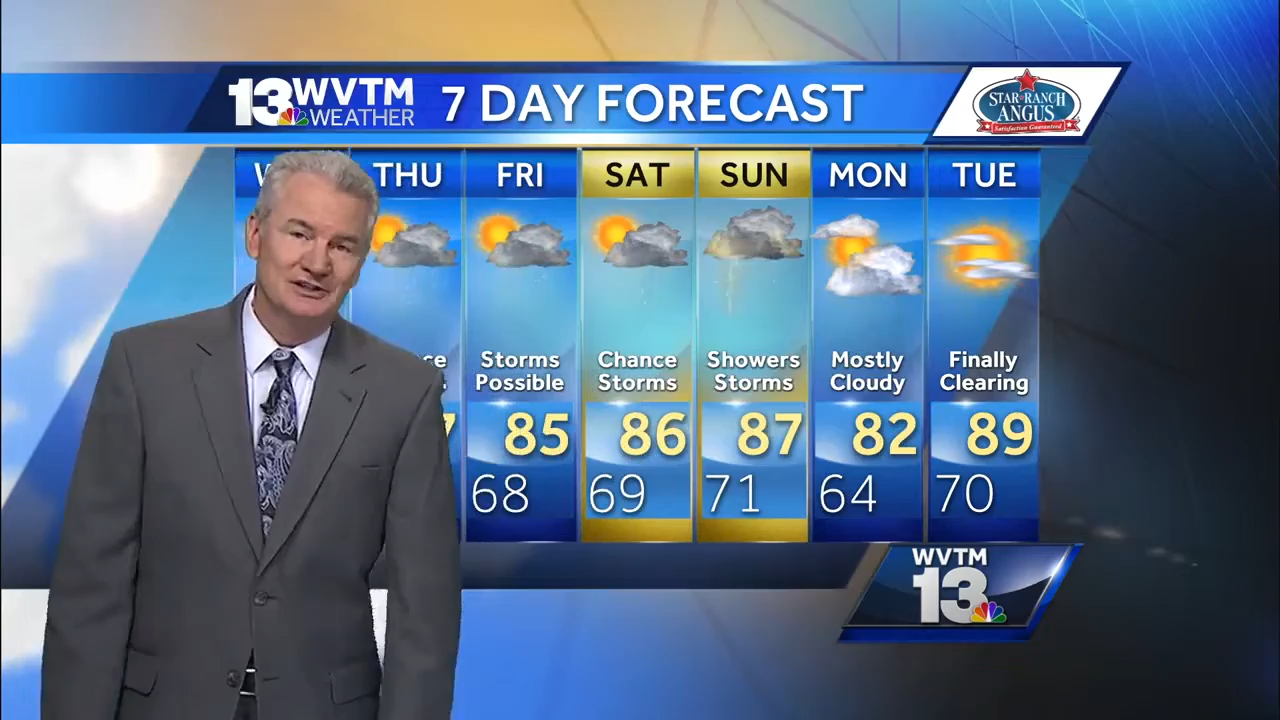 13 WVTM
WEATHER
7 DAY FORECAST
STAR RANCH
ANGUS
Satisfaction Guaranteed
THU FRI SAT SUN MON TUE
Storms Chance Showers Mostly Finally
Possible Storms Storms Cloudy Clearing
85 86 87 82 89
68 69 71 64 70
WVTM
13